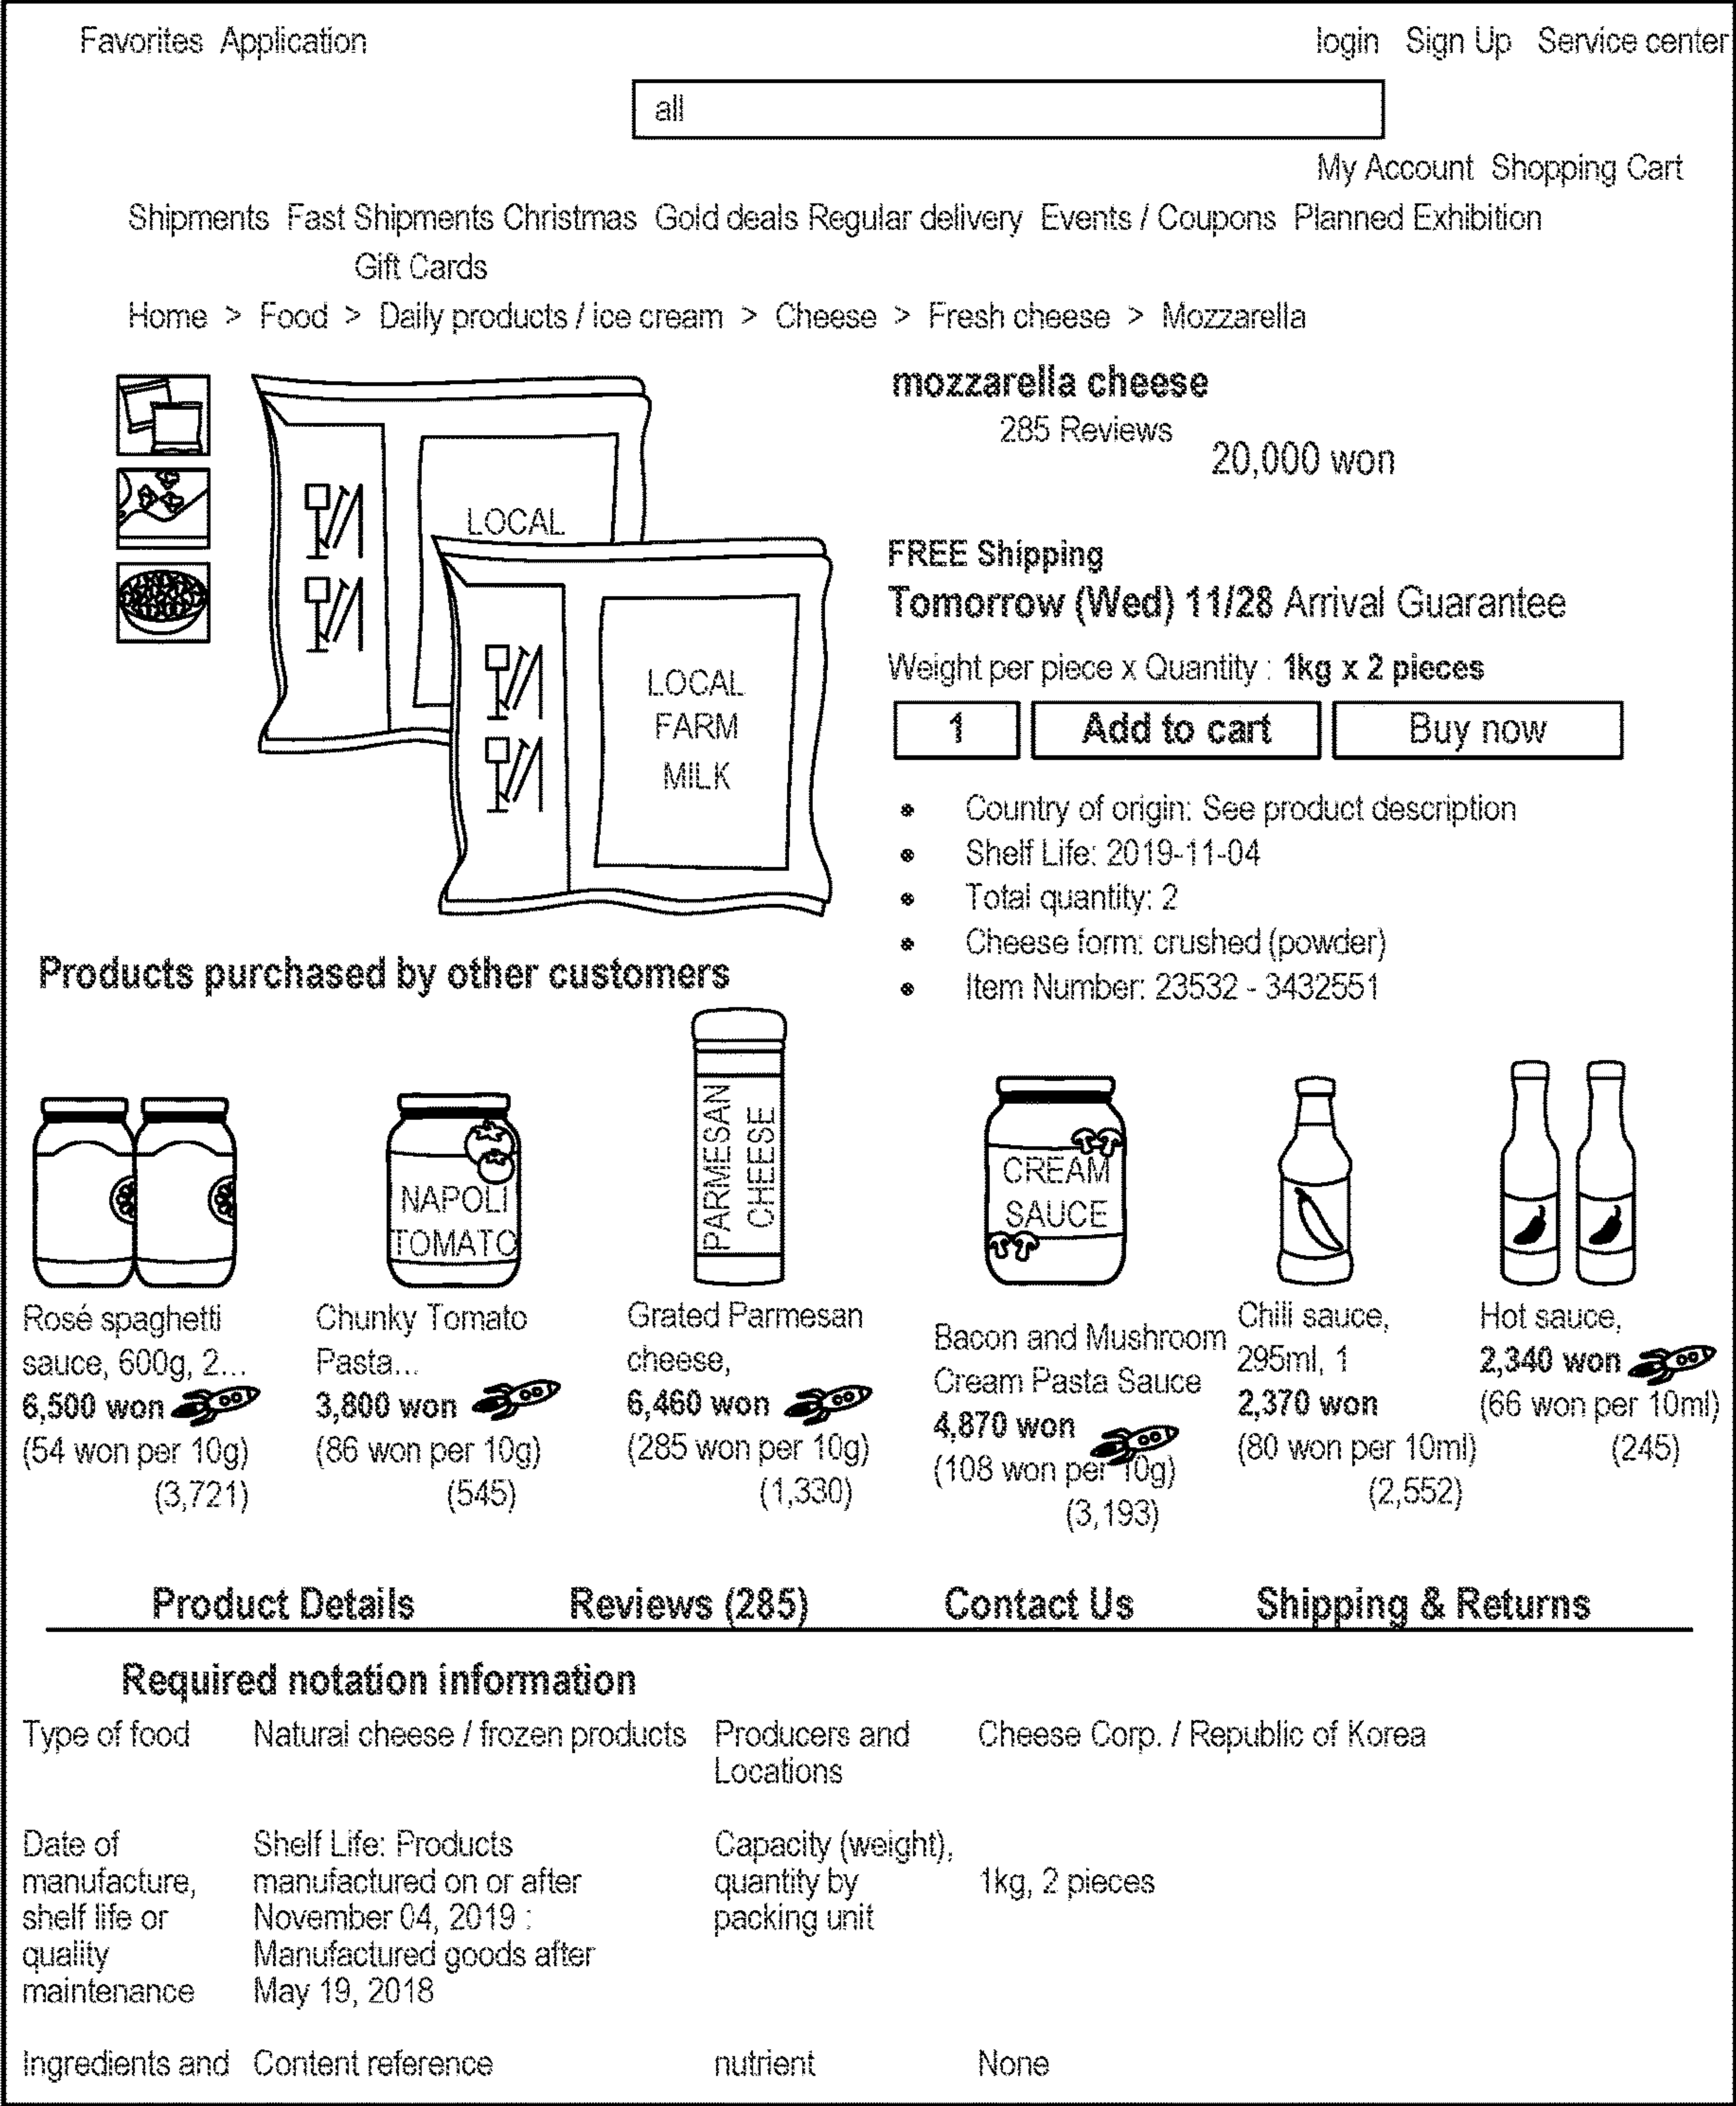 Favorites Application
login Sign Up Service center
all
My Account Shopping Cart
Shipments Fast Shipments Christmas Gold deals Regular delivery Events / Coupons Planned Exhibition
Gift Cards
Home > Food > Daily products / ice cream > Cheese > Fresh cheese > Mozzarella
LOCAL
LOCAL
FARM
MILK
mozzarella cheese
285 Reviews
20,000 won
FREE Shipping
Tomorrow (Wed) 11/28 Arrival Guarantee
Weight per piece x Quantity : 1kg x 2 pieces
1
Add to cart
Buy now
• Country of origin: See product description
• Shelf Life: 2019-11-04
• Total quantity: 2
• Cheese form: crushed (powder)
• Item Number: 23532 - 3432551
Products purchased by other customers
NAPOLI
TOMATO
PARMESAN
CHEESE
CREAM
SAUCE
Rosé spaghetti
sauce, 600g, 2...
6,500 won
(54 won per 10g)
(3,721)
Chunky Tomato
Pasta...
3,800 won
(86 won per 10g)
(545)
Grated Parmesan
cheese,
6,460 won
(285 won per 10g)
(1,330)
Bacon and Mushroom
Cream Pasta Sauce
4,870 won
(108 won per 10g)
(3,193)
Chili sauce,
295ml, 1
2,370 won
(80 won per 10ml)
(2,552)
Hot sauce,
2,340 won
(66 won per 10ml)
(245)
Product Details Reviews (285) Contact Us Shipping & Returns
Required notation information
Type of food
Natural cheese / frozen products
Producers and
Locations
Cheese Corp. / Republic of Korea
Date of
manufacture,
shelf life or
quality
maintenance
Shelf Life: Products
manufactured on or after
November 04, 2019 :
Manufactured goods after
May 19, 2018
Capacity (weight),
quantity by
packing unit
1kg, 2 pieces
Ingredients and
Content reference
nutrient
None